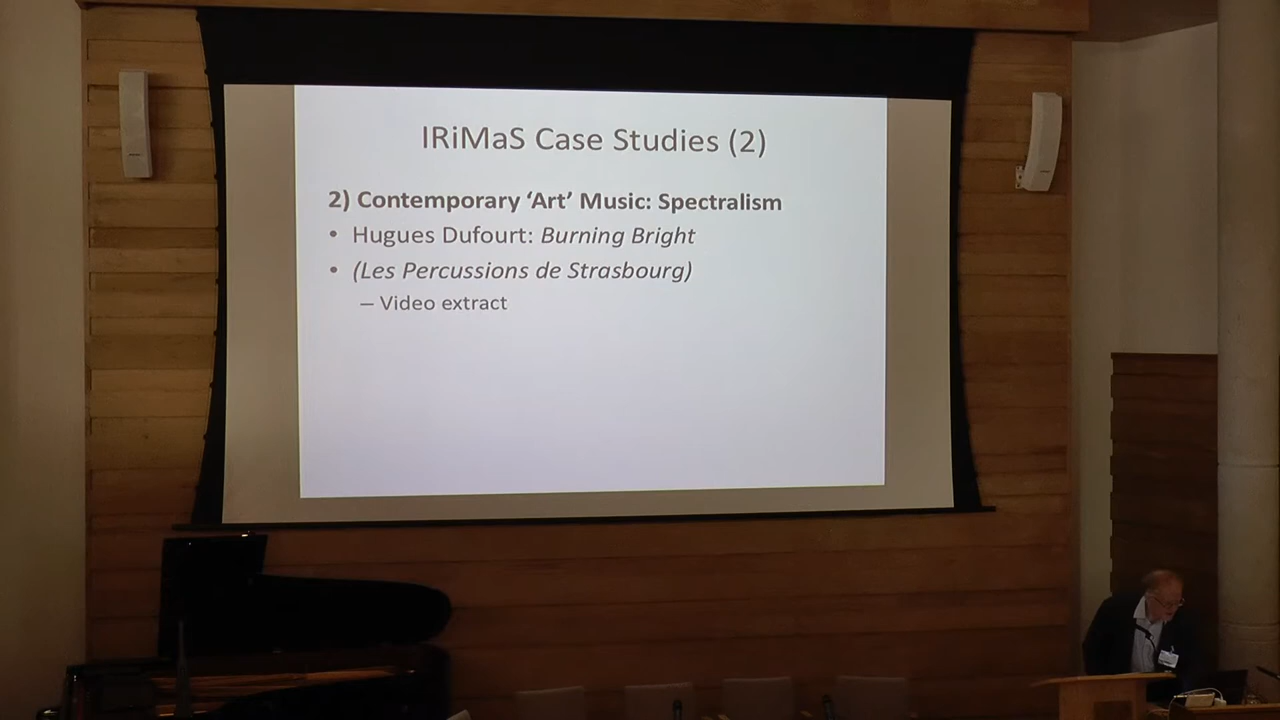 IRiMaS Case Studies (2)
2) Contemporary ‘Art’ Music: Spectralism
• Hugues Dufourt: Burning Bright
• (Les Percussions de Strasbourg)
– Video extract